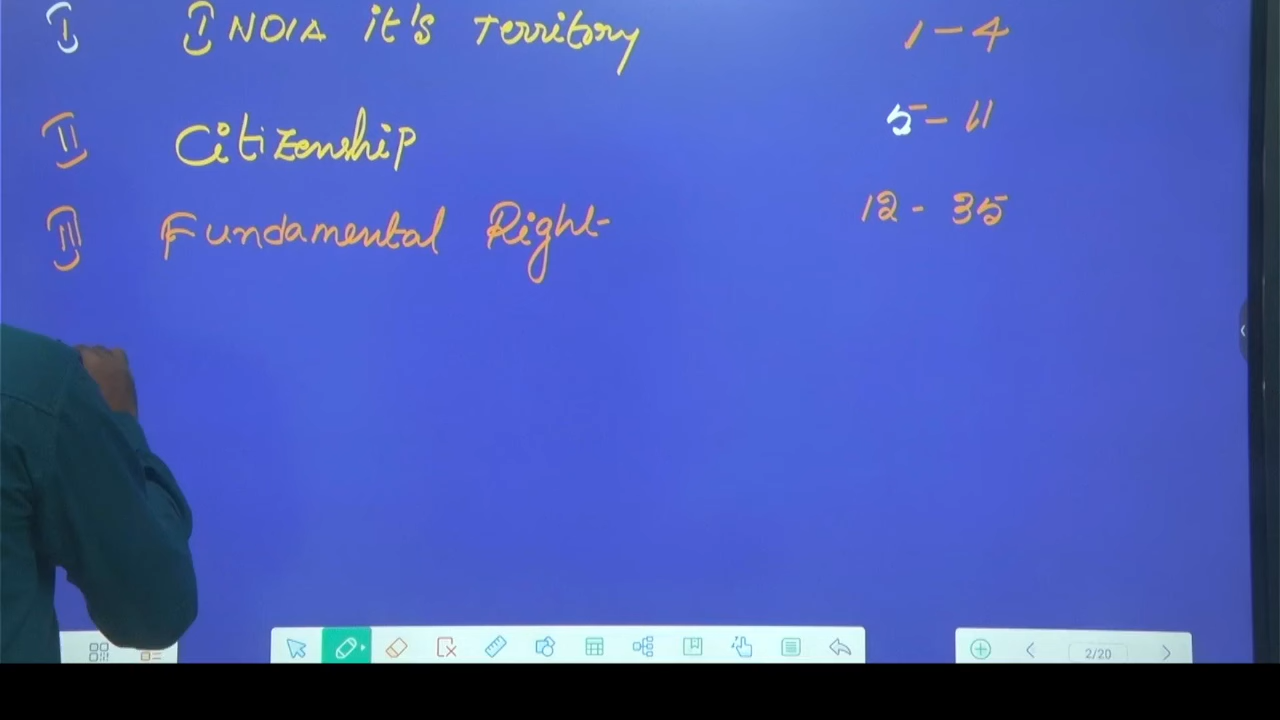 I INDIA it's Territory 1-4
II Citizenship 5-11
III Fundamental Right 12-35
2/20